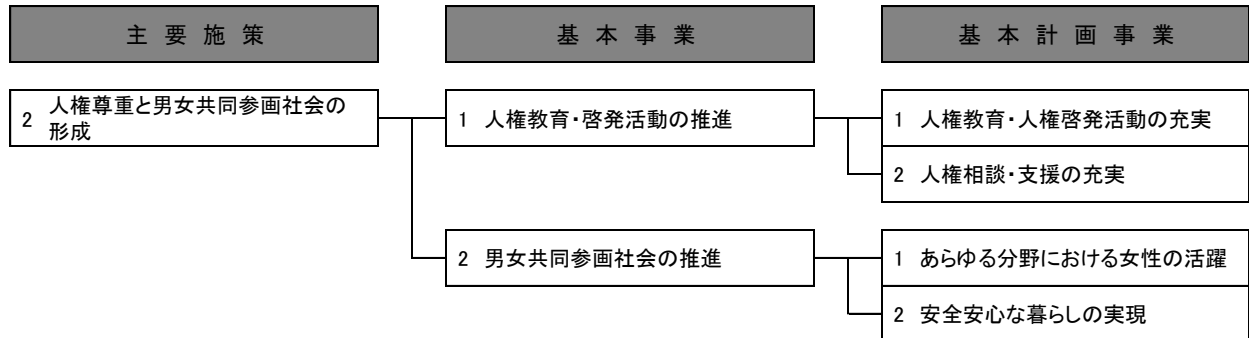 主要施策
基本事業
基本計画事業
2 人権尊重と男女共同参画社会の
形成
1 人権教育・啓発活動の推進
1 人権教育・人権啓発活動の充実
2 人権相談・支援の充実
2 男女共同参画社会の推進
1 あらゆる分野における女性の活躍
2 安全安心な暮らしの実現